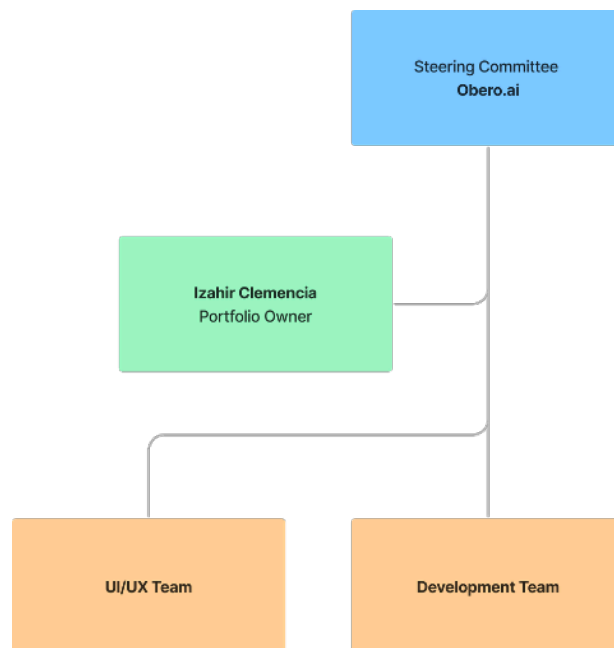 Steering Committee
Obero.ai
Izahir Clemencia
Portfolio Owner
UI/UX Team
Development Team